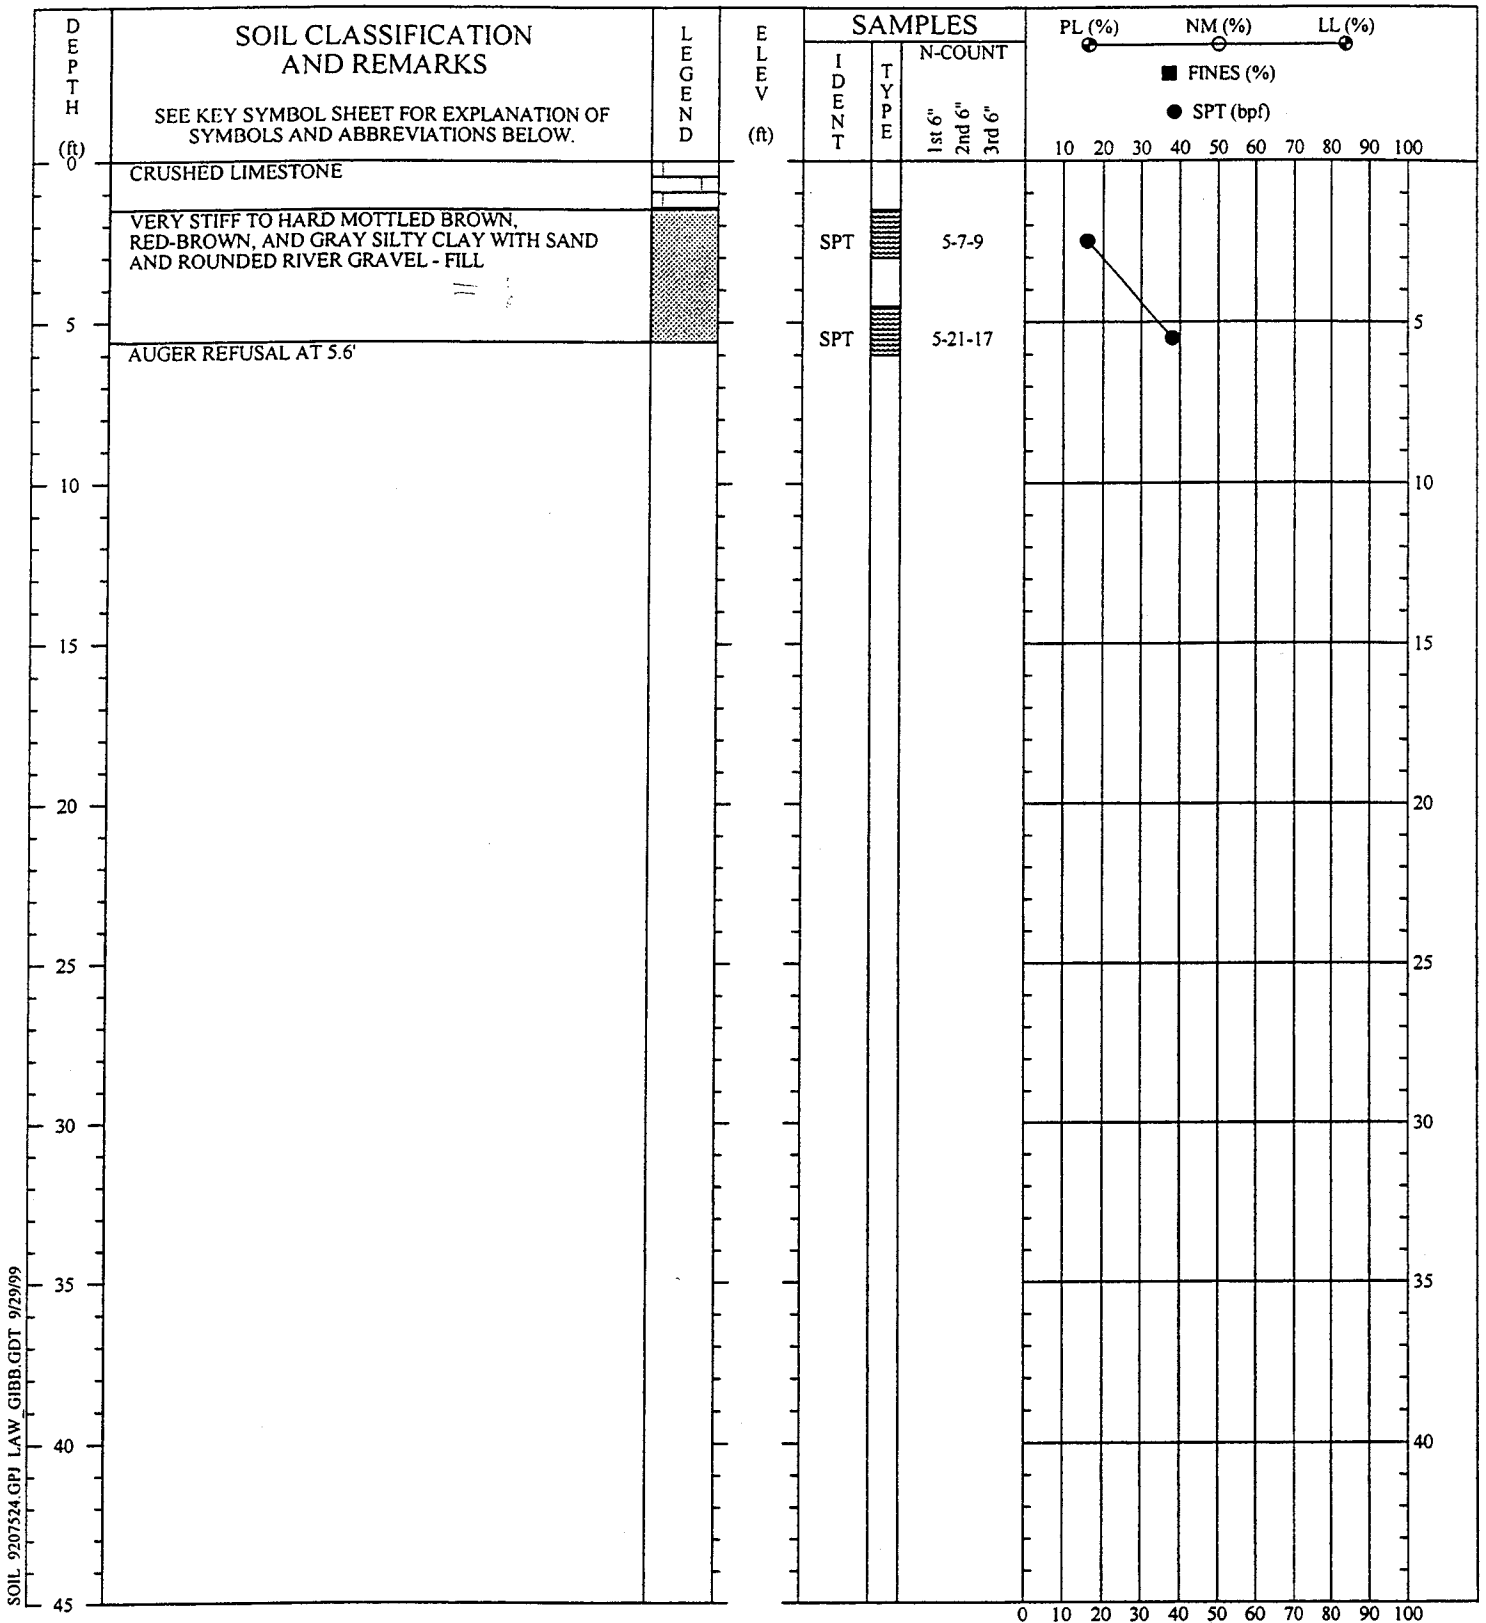 DEPTH (ft)
SOIL CLASSIFICATION
AND REMARKS
SEE KEY SYMBOL SHEET FOR EXPLANATION OF
SYMBOLS AND ABBREVIATIONS BELOW.
LEGEND
ELEV (ft)
SAMPLES
IDENT
TYPE
N-COUNT
1st 6"
2nd 6"
3rd 6"
PL (%) NM (%) LL (%)
FINES (%)
SPT (bpf)
10 20 30 40 50 60 70 80 90 100
0
CRUSHED LIMESTONE
VERY STIFF TO HARD MOTTLED BROWN,
RED-BROWN, AND GRAY SILTY CLAY WITH SAND
AND ROUNDED RIVER GRAVEL - FILL
SPT 5-7-9
5 5
SPT 5-21-17
AUGER REFUSAL AT 5.6'
10 10
15 15
20 20
25 25
30 30
35 35
40 40
45
0 10 20 30 40 50 60 70 80 90 100
SOIL 9207524.GPJ LAW_GIBB.GDT 9/29/99